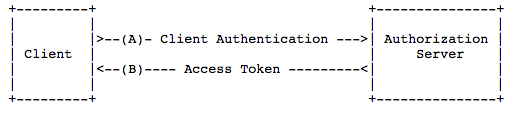 +---------+                                  +---------------+
|         |                                  |               |
|         |>--(A)- Client Authentication --->| Authorization |
| Client  |                                  |     Server    |
|         |<--(B)---- Access Token ---------<|               |
|         |                                  |               |
+---------+                                  +---------------+